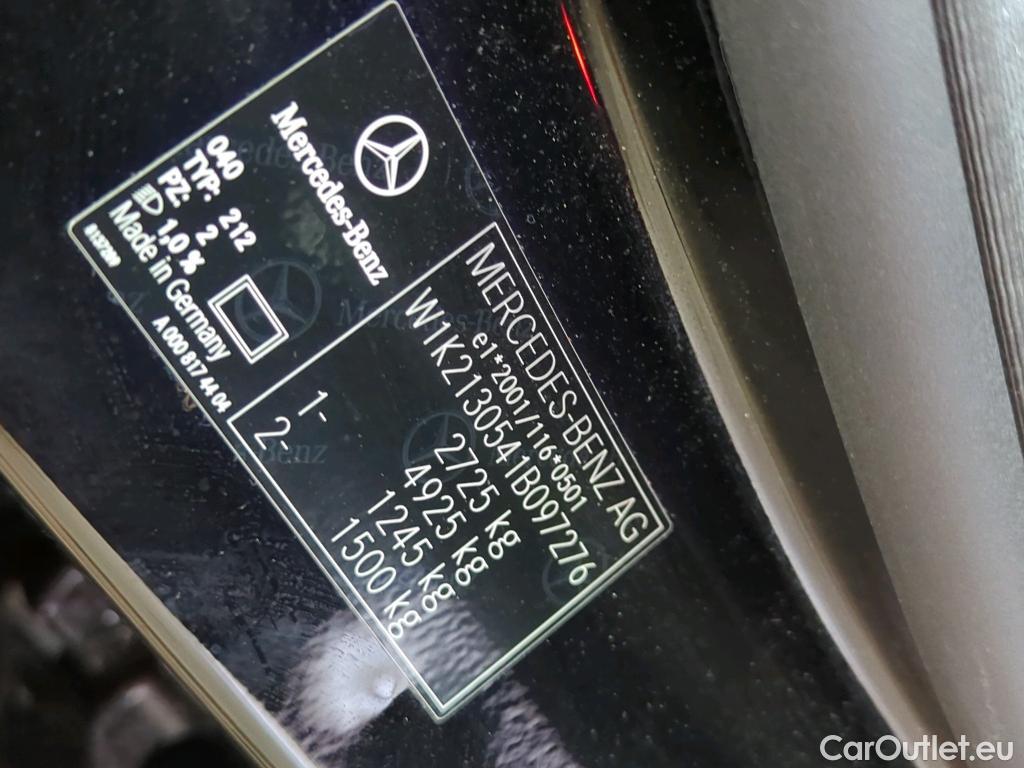 Mercedes-Benz
040
TYP: 212
PZ: 2
1,0 %
Made in Germany
A 000 817 44 04
MERCEDES-BENZ AG
e1*2001/116*0501
W1K2130541B097276
2725 kg
4925 kg
1- 1245 kg
2- 1500 kg
CarOutlet.eu